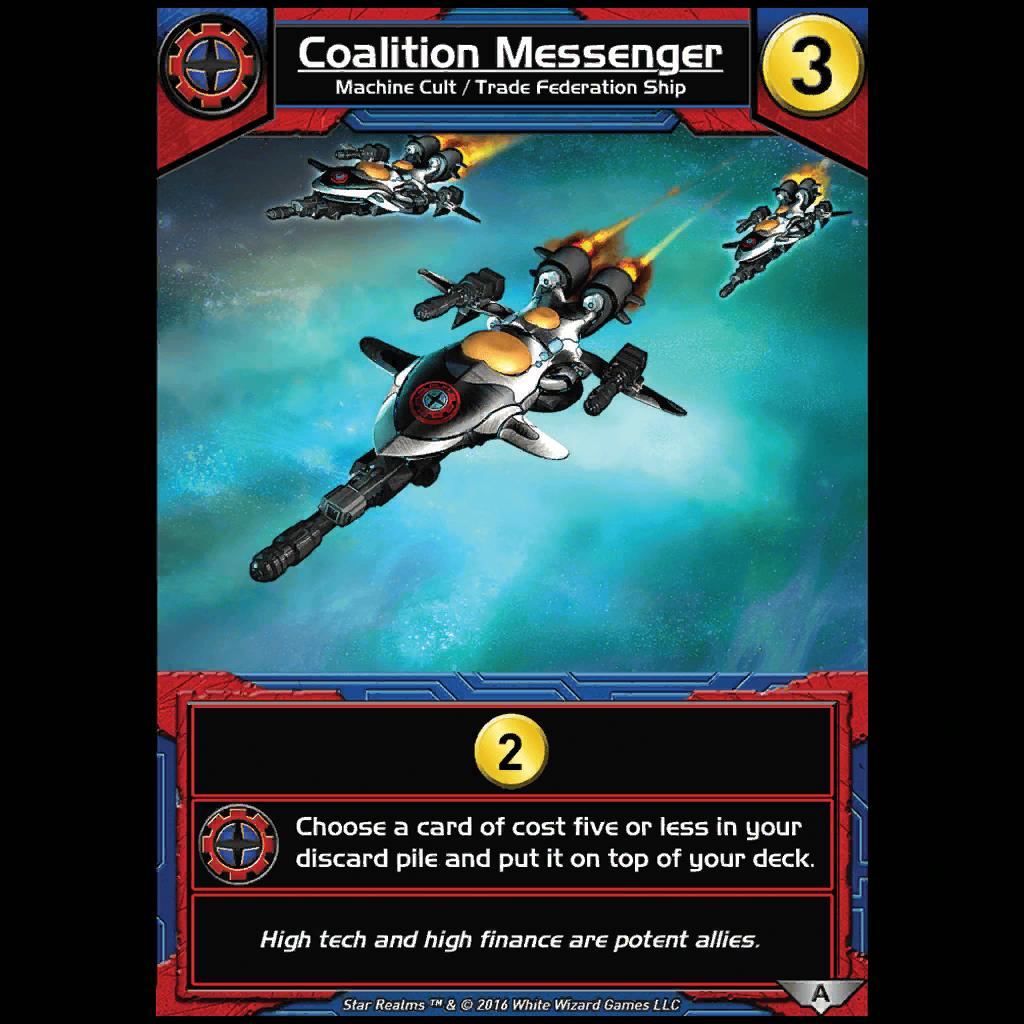 Coalition Messenger
3
Machine Cult / Trade Federation Ship
2
Choose a card of cost five or less in your
discard pile and put it on top of your deck.
High tech and high finance are potent allies.
A
Star Realms ™ & © 2016 White Wizard Games LLC